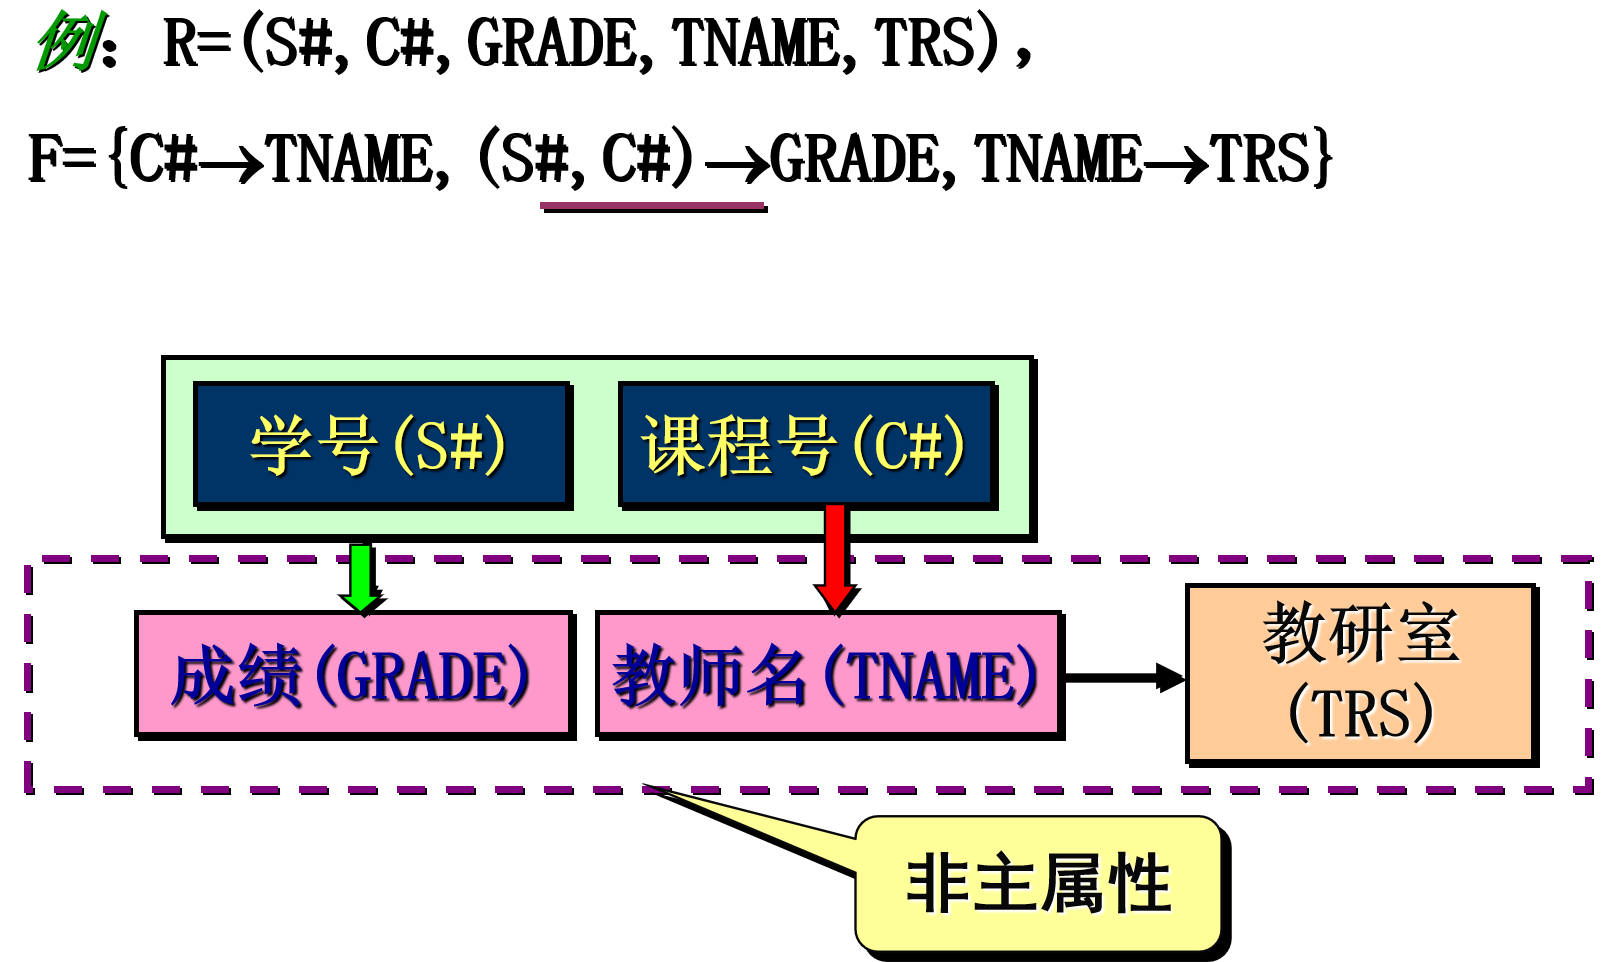 例：R=(S#,C#,GRADE,TNAME,TRS)，
F={C#→TNAME,(S#,C#)→GRADE,TNAME→TRS}
学号(S#)
课程号(C#)
成绩(GRADE)
教师名(TNAME)
教研室
(TRS)
非主属性